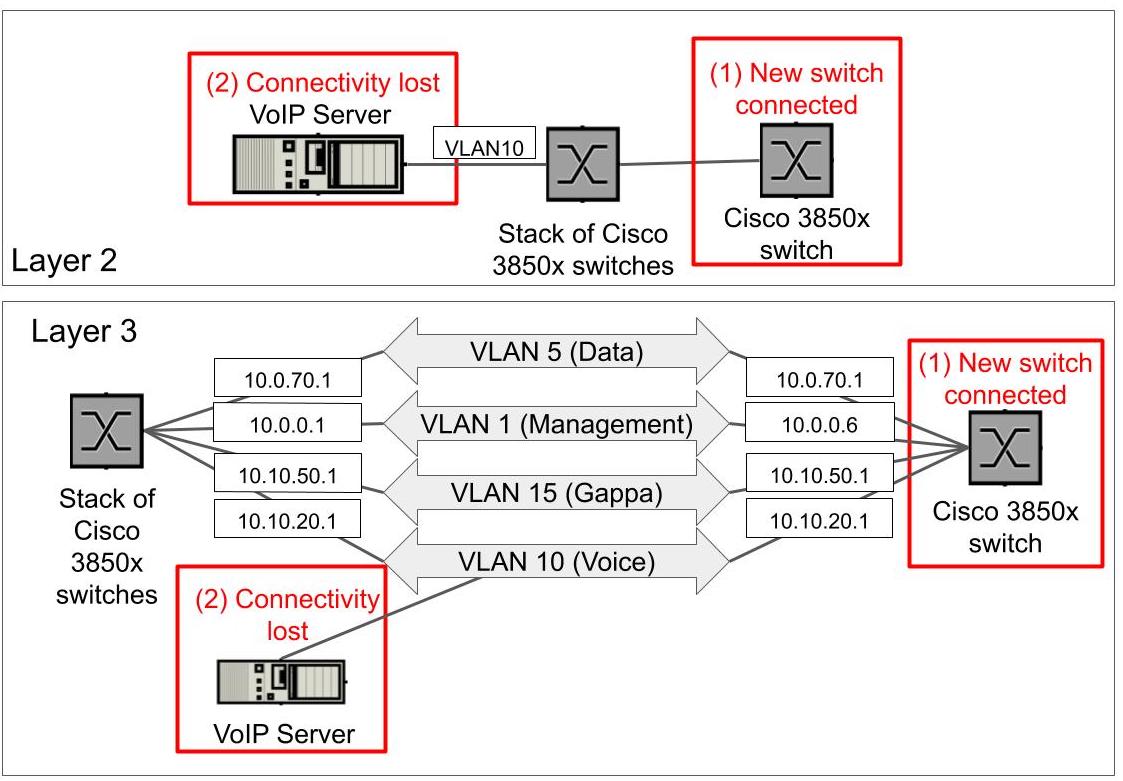 (2) Connectivity lost
VoIP Server
VLAN10
(1) New switch
connected
Stack of Cisco
3850x switches
Cisco 3850x
switch
Layer 2
Layer 3
VLAN 5 (Data)
10.0.70.1
10.0.70.1
10.0.0.1
VLAN 1 (Management)
10.0.0.6
10.10.50.1
VLAN 15 (Gappa)
10.10.50.1
10.10.20.1
VLAN 10 (Voice)
10.10.20.1
(1) New switch
connected
Cisco 3850x
switch
Stack of
Cisco
3850x
switches
(2) Connectivity
lost
VoIP Server